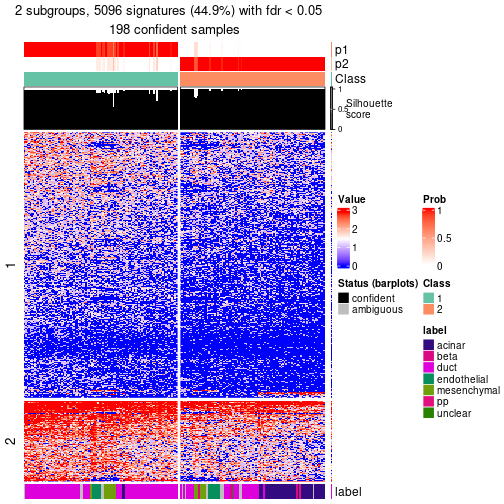 2 subgroups, 5096 signatures (44.9%) with fdr < 0.05
198 confident samples
p1
p2
Class
1
0.5
0
Silhouette
score
1
2
label
Value
3
2
1
0
Prob
1
0.5
0
Status (barplots)
confident
ambiguous
Class
1
2
label
acinar
beta
duct
endothelial
mesenchymal
pp
unclear